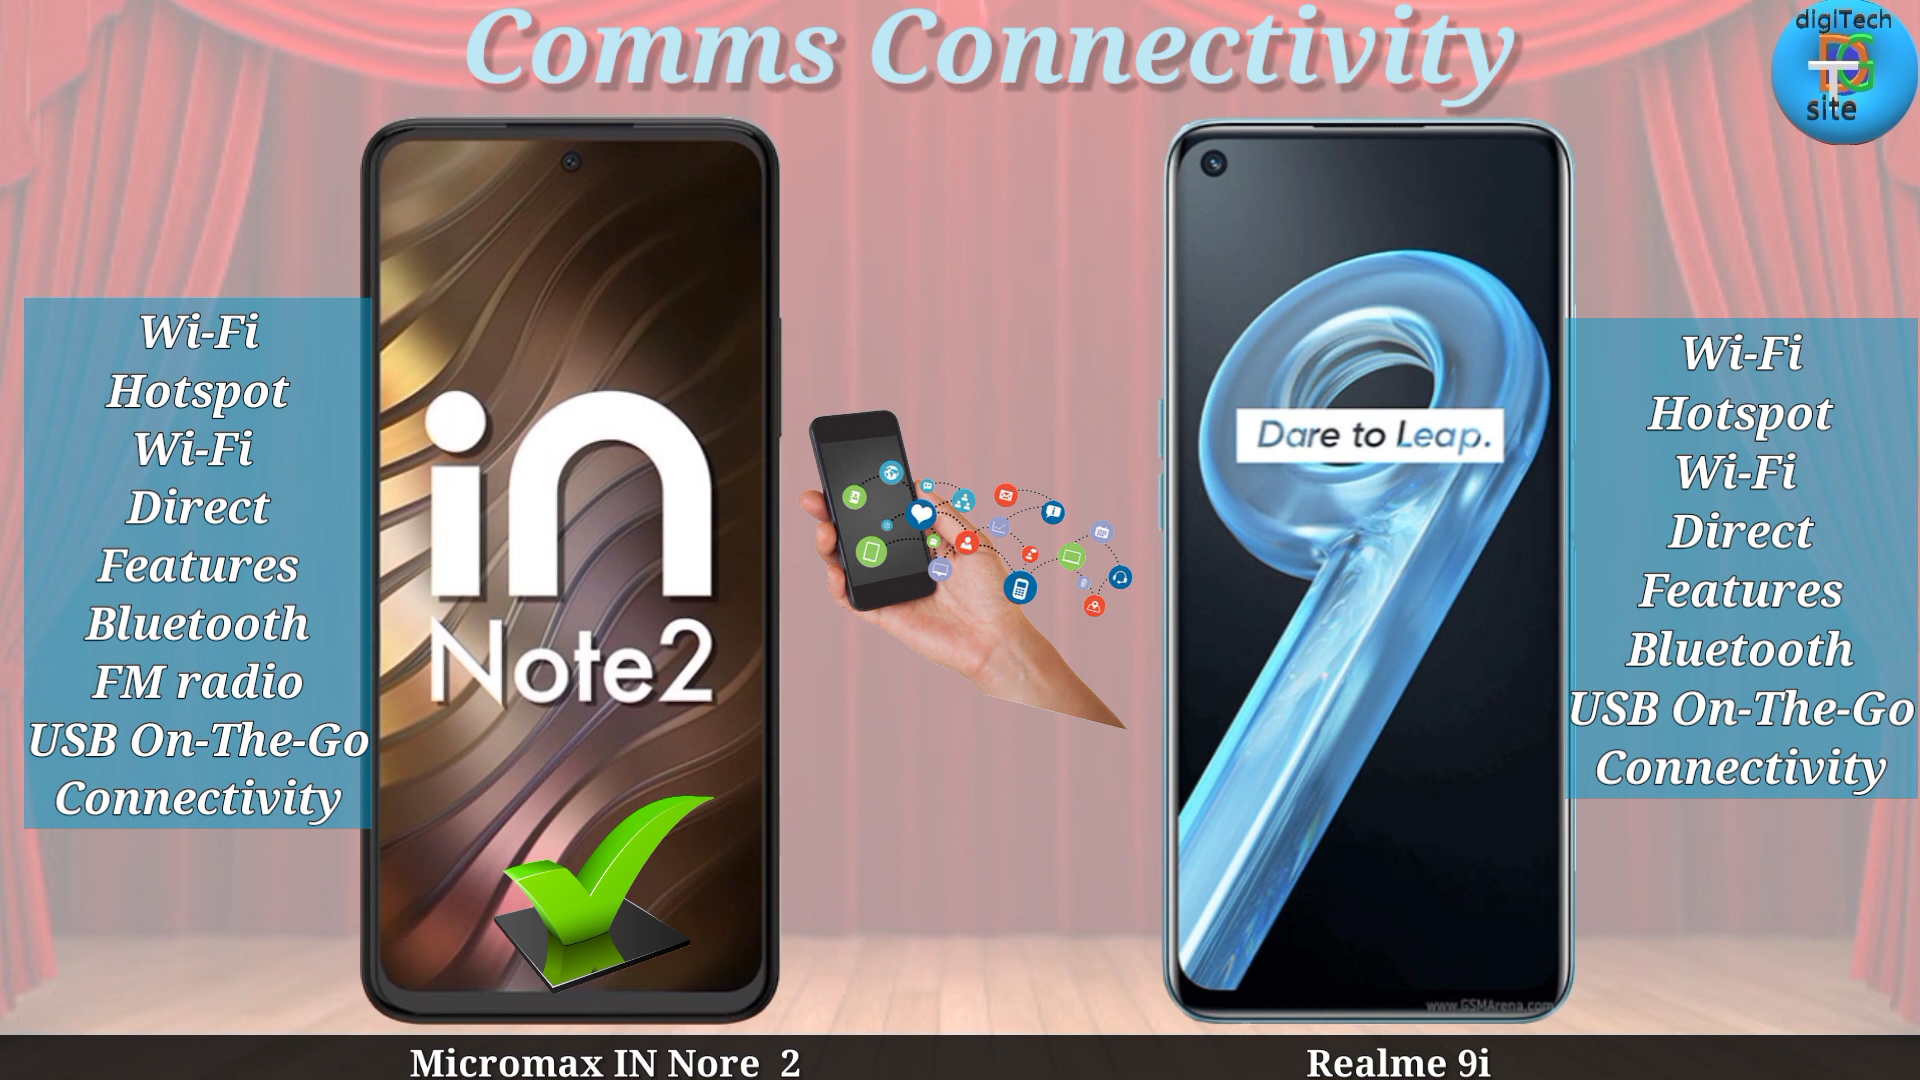 Comms Connectivity
digiTech
site
Wi-Fi
Hotspot
Wi-Fi
Direct
Features
Bluetooth
FM radio
USB On-The-Go
Connectivity
in
Note2
Dare to Leap.
www.GSMArena.com
Wi-Fi
Hotspot
Wi-Fi
Direct
Features
Bluetooth
USB On-The-Go
Connectivity
Micromax IN Nore 2
Realme 9i